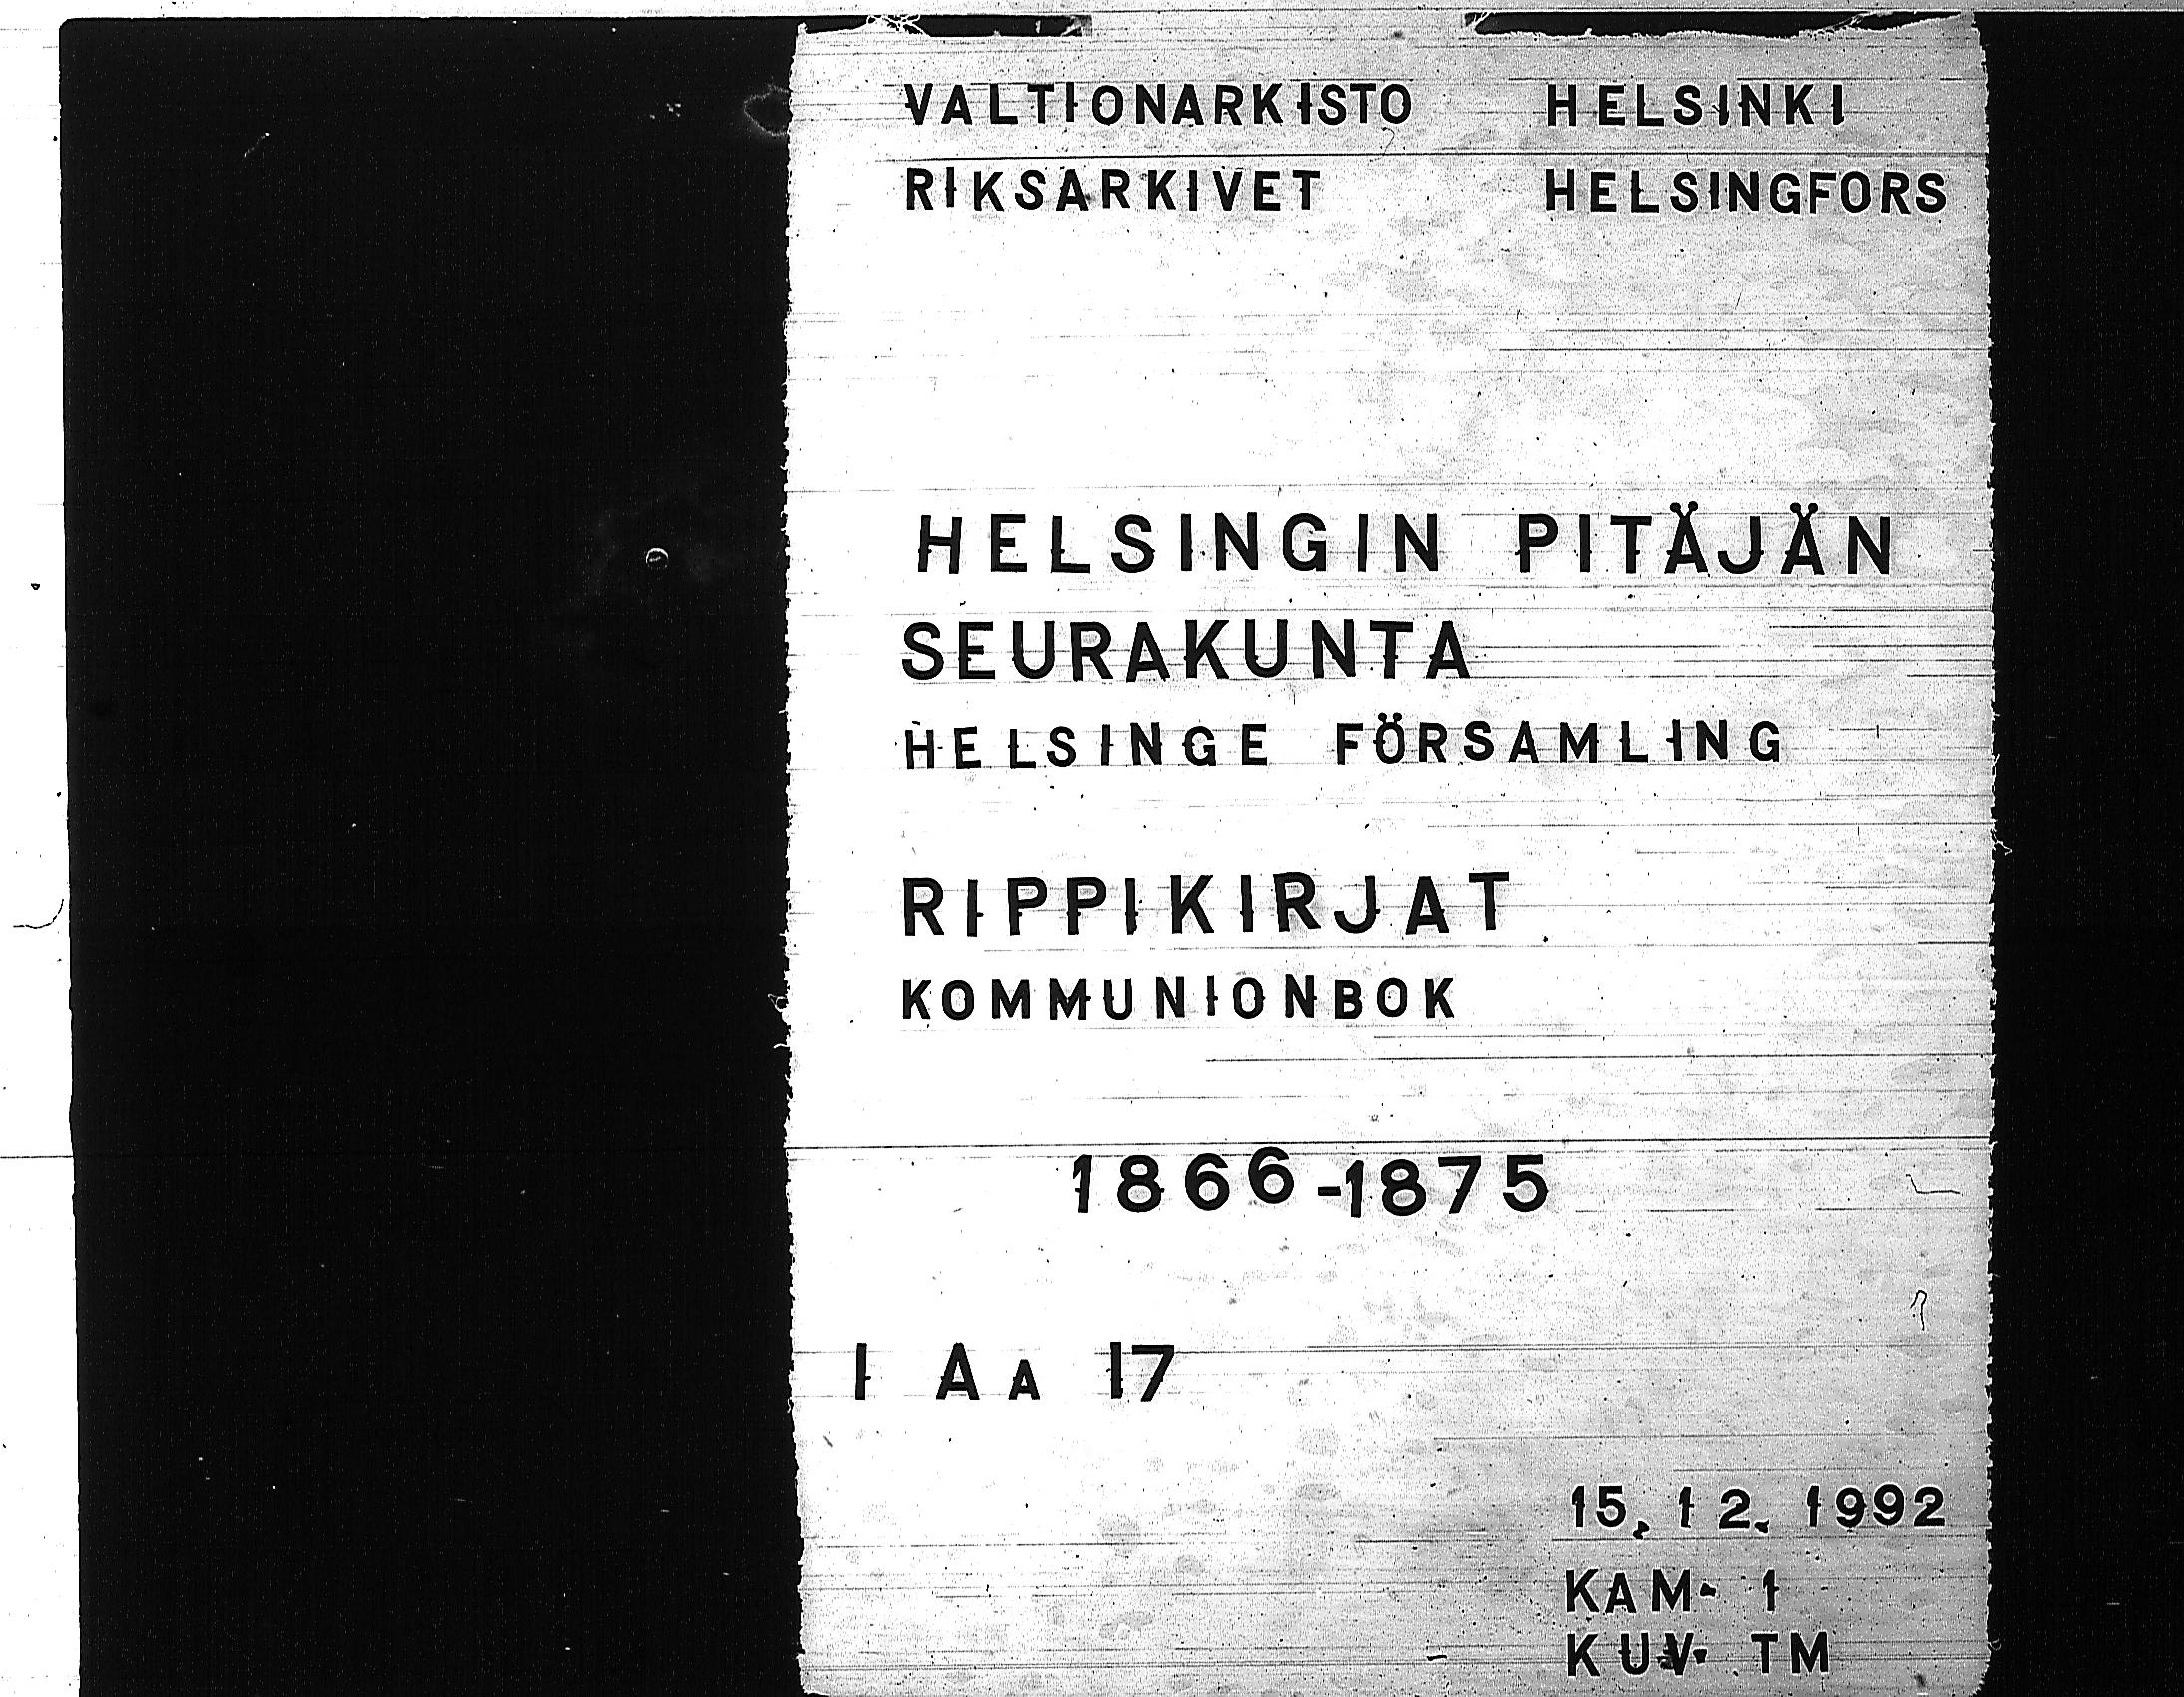 VALTIONARKISTO HELSINKI
RIKSARKIVET HELSINGFORS
HELSINGIN PITÄJÄN
SEURAKUNTA
HELSINGE FÖRSAMLING
RIPPIKIRJAT
KOMMUNIONBOK
1866-1875
I AA 17
15.12.1992
KAM. 1
KUV. TM